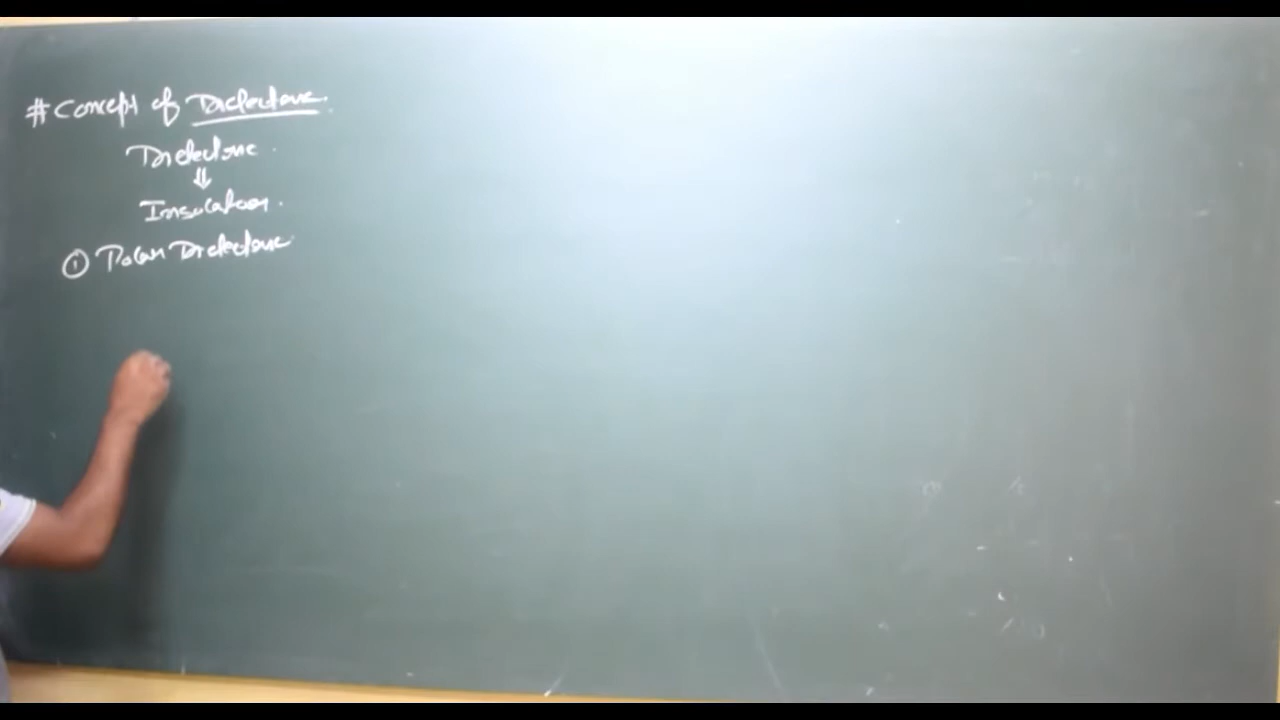 # Concept of Dielectric.
Dielectric.
⇓
Insulator.
① Polar Dielectric